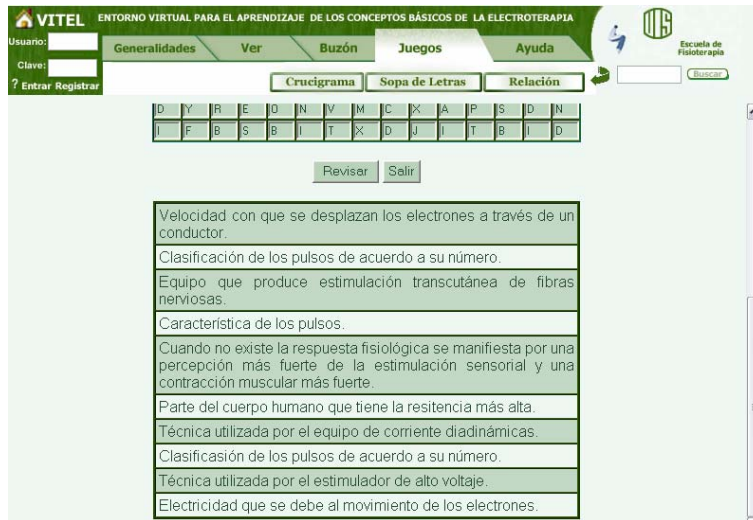 VITEL ENTORNO VIRTUAL PARA EL APRENDIZAJE DE LOS CONCEPTOS BÁSICOS DE LA ELECTROTERAPIA
Usuario:
Clave:
? Entrar Registrar
Generalidades Ver Buzón Juegos Ayuda
Crucigrama Sopa de Letras Relación
Escuela de
Fisioterapia
Buscar
D Y R E O N V M C X A P S D N
I F B S B I T X D J I T B I D
Revisar Salir
Velocidad con que se desplazan los electrones a través de un
conductor.
Clasificación de los pulsos de acuerdo a su número.
Equipo que produce estimulación transcutánea de fibras
nerviosas.
Característica de los pulsos.
Cuando no existe la respuesta fisiológica se manifiesta por una
percepción más fuerte de la estimulación sensorial y una
contracción muscular más fuerte.
Parte del cuerpo humano que tiene la resitencia más alta.
Técnica utilizada por el equipo de corriente diadinámicas.
Clasificasión de los pulsos de acuerdo a su número.
Técnica utilizada por el estimulador de alto voltaje.
Electricidad que se debe al movimiento de los electrones.